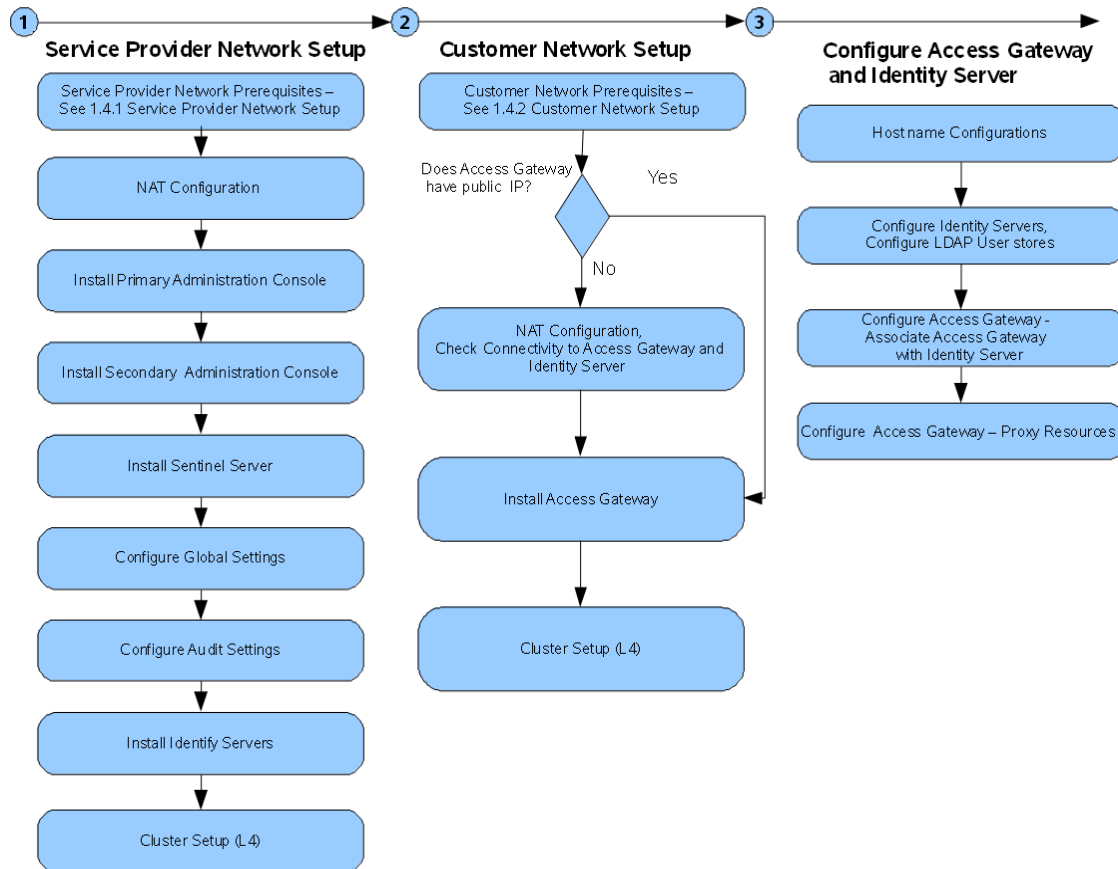 1
Service Provider Network Setup
Service Provider Network Prerequisites –
See 1.4.1 Service Provider Network Setup
NAT Configuration
Install Primary Administration Console
Install Secondary Administration Console
Install Sentinel Server
Configure Global Settings
Configure Audit Settings
Install Identify Servers
Cluster Setup (L4)
2
Customer Network Setup
Customer Network Prerequisites –
See 1.4.2 Customer Network Setup
Does Access Gateway
have public IP?
Yes
No
NAT Configuration,
Check Connectivity to Access Gateway and
Identity Server
Install Access Gateway
Cluster Setup (L4)
3
Configure Access Gateway
and Identity Server
Hostname Configurations
Configure Identity Servers,
Configure LDAP User stores
Configure Access Gateway -
Associate Access Gateway
with Identity Server
Configure Access Gateway – Proxy Resources